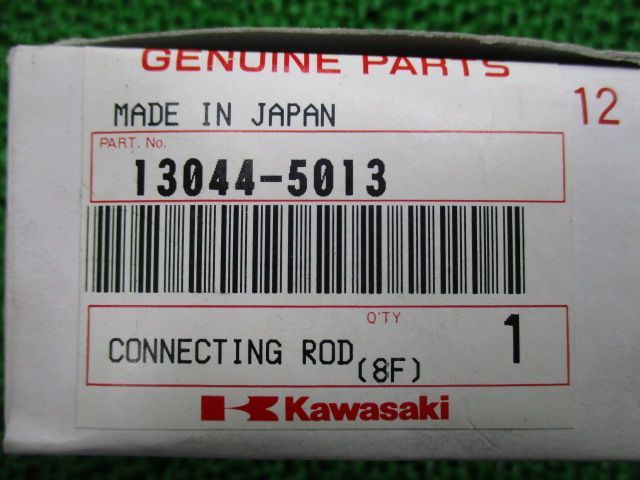 GENUINE PARTS
12
MADE IN JAPAN
PART. No.
13044-5013
Q'TY
CONNECTING ROD (8F) 1
Kawasaki